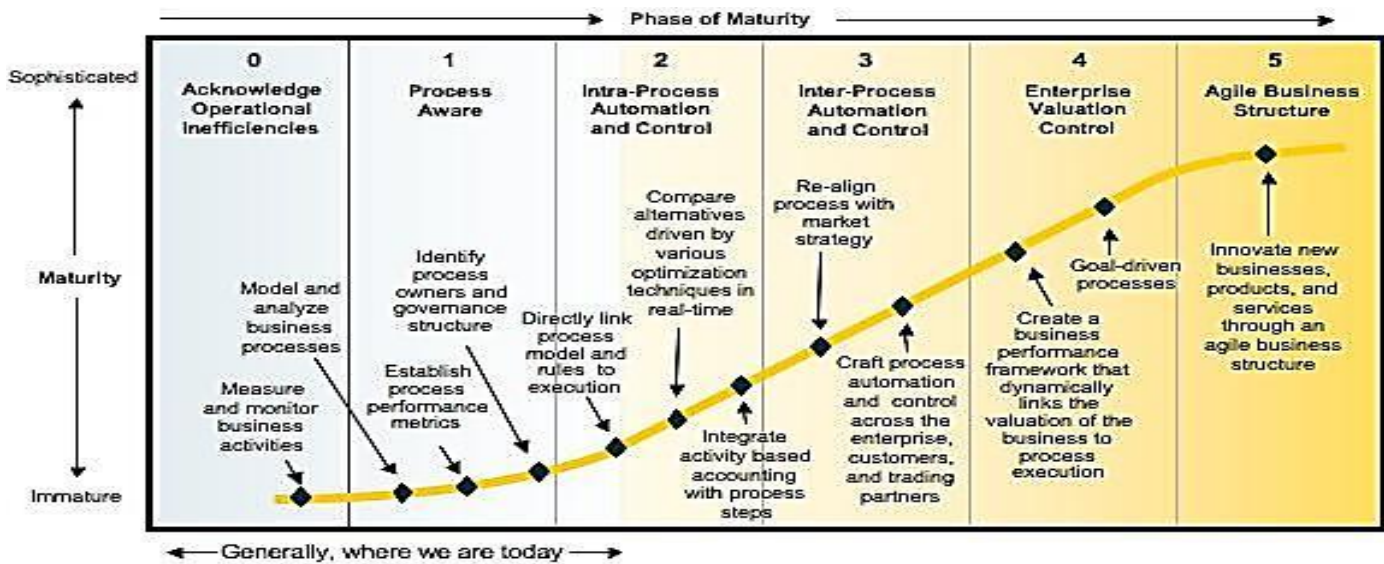 Phase of Maturity
Sophisticated
Maturity
Immature
0
Acknowledge
Operational
Inefficiencies
1
Process
Aware
2
Intra-Process
Automation
and Control
3
Inter-Process
Automation
and Control
4
Enterprise
Valuation
Control
5
Agile Business
Structure
Measure
and monitor
business
activities
Model and
analyze
business
processes
Establish
process
performance
metrics
Identify
process
owners and
governance
structure
Directly link
process
model and
rules to
execution
Compare
alternatives
driven by
various
optimization
techniques in
real-time
Integrate
activity based
accounting
with process
steps
Re-align
process with
market
strategy
Craft process
automation
and control
across the
enterprise,
customers,
and trading
partners
Create a
business
performance
framework that
dynamically
links the
valuation of the
business to
process
execution
Goal-driven
processes
Innovate new
businesses,
products, and
services
through an
agile business
structure
Generally, where we are today